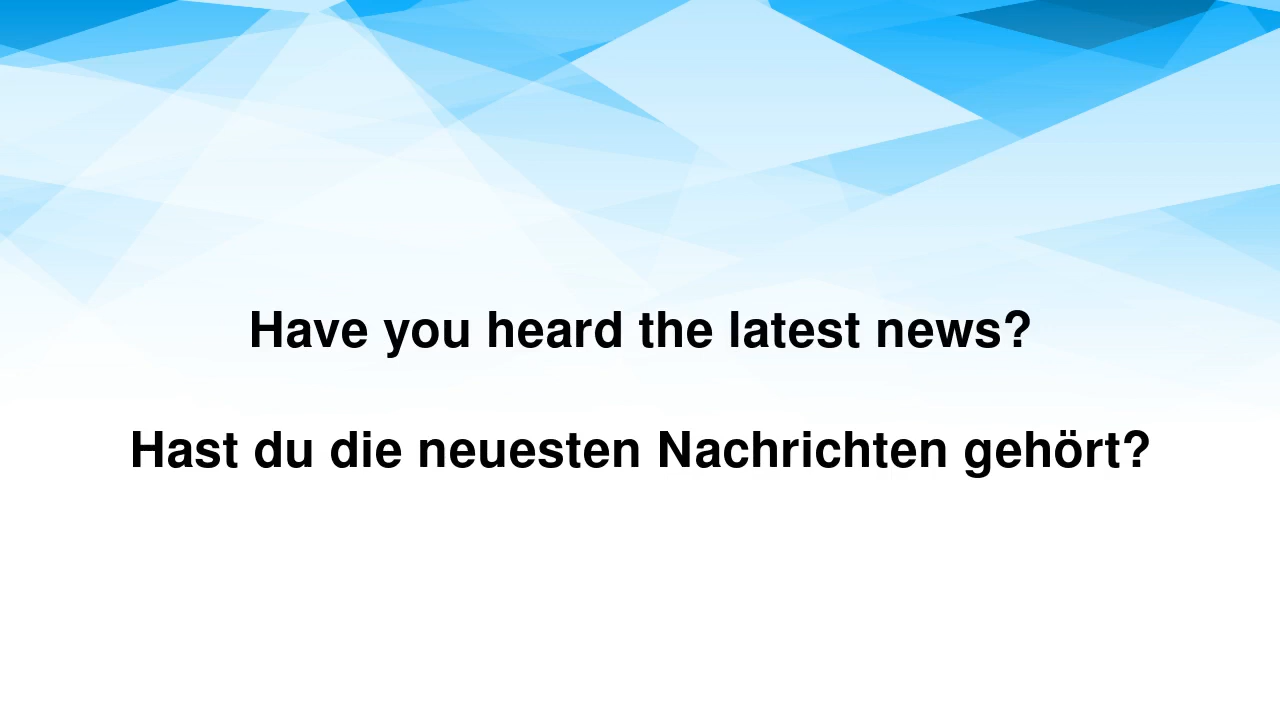 Have you heard the latest news?
Hast du die neuesten Nachrichten gehört?